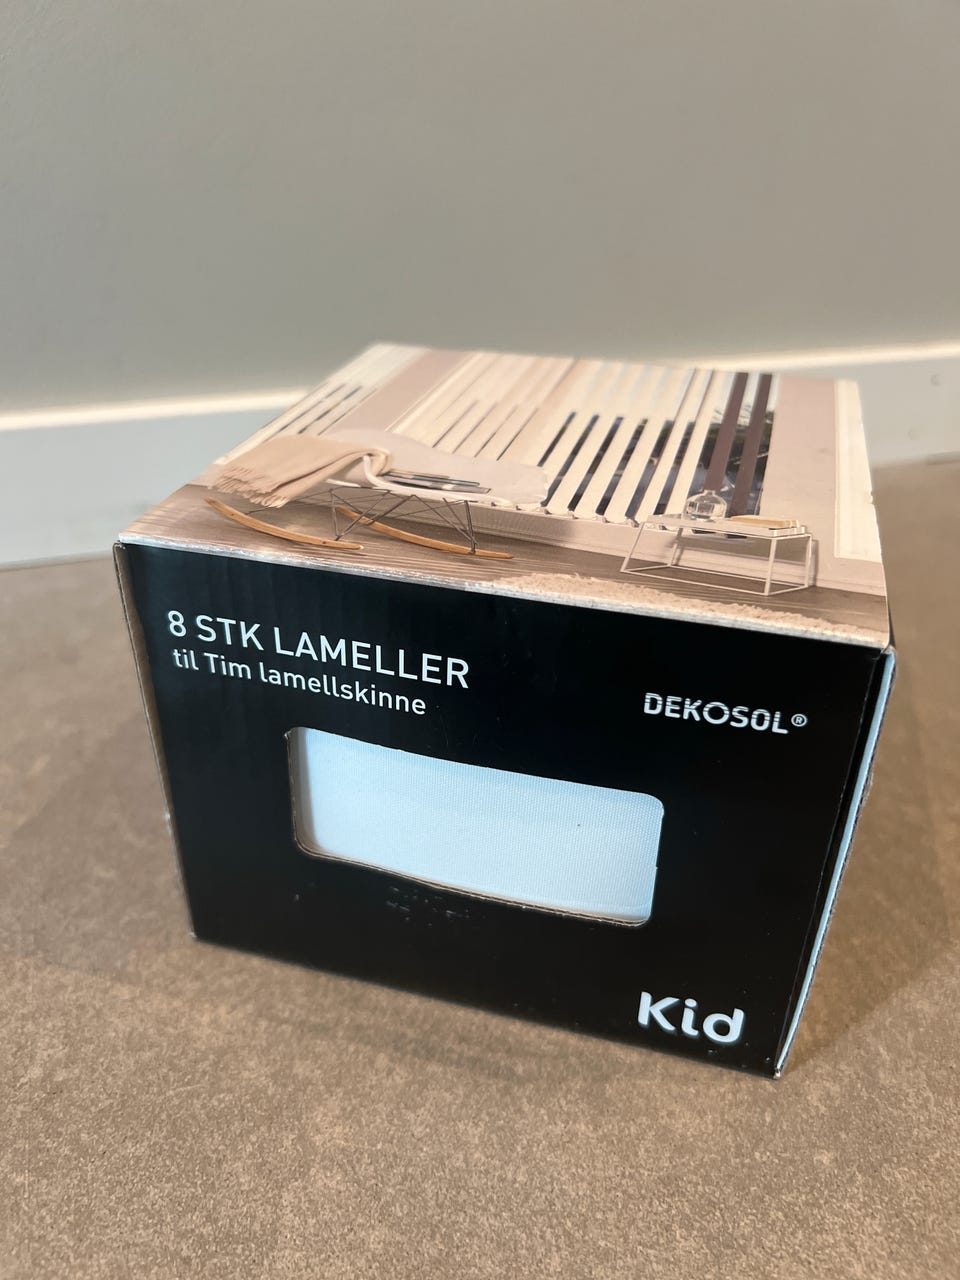 8 STK LAMELLER
til Tim lamellskinne
DEKOSOL®
Kid